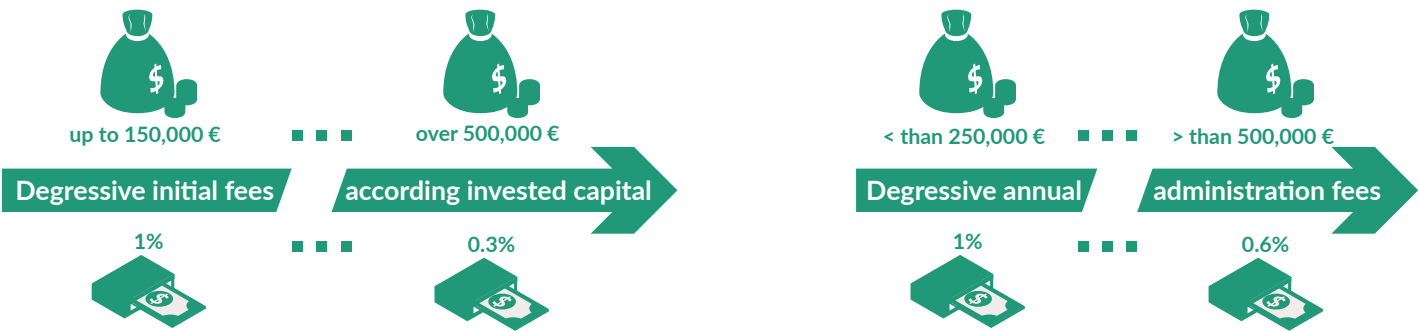 up to 150,000 €
over 500,000 €
Degressive initial fees
according invested capital
1%
0.3%
< than 250,000 €
> than 500,000 €
Degressive annual
administration fees
1%
0.6%